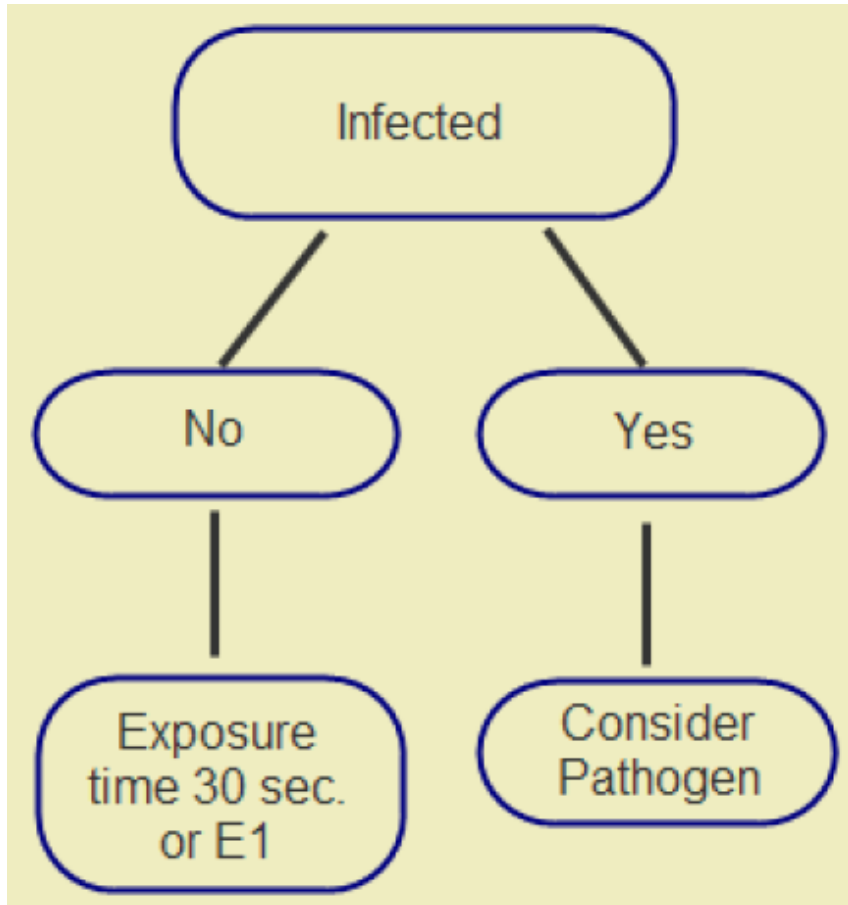 Infected
No
Yes
Exposure
time 30 sec.
or E1
Consider
Pathogen